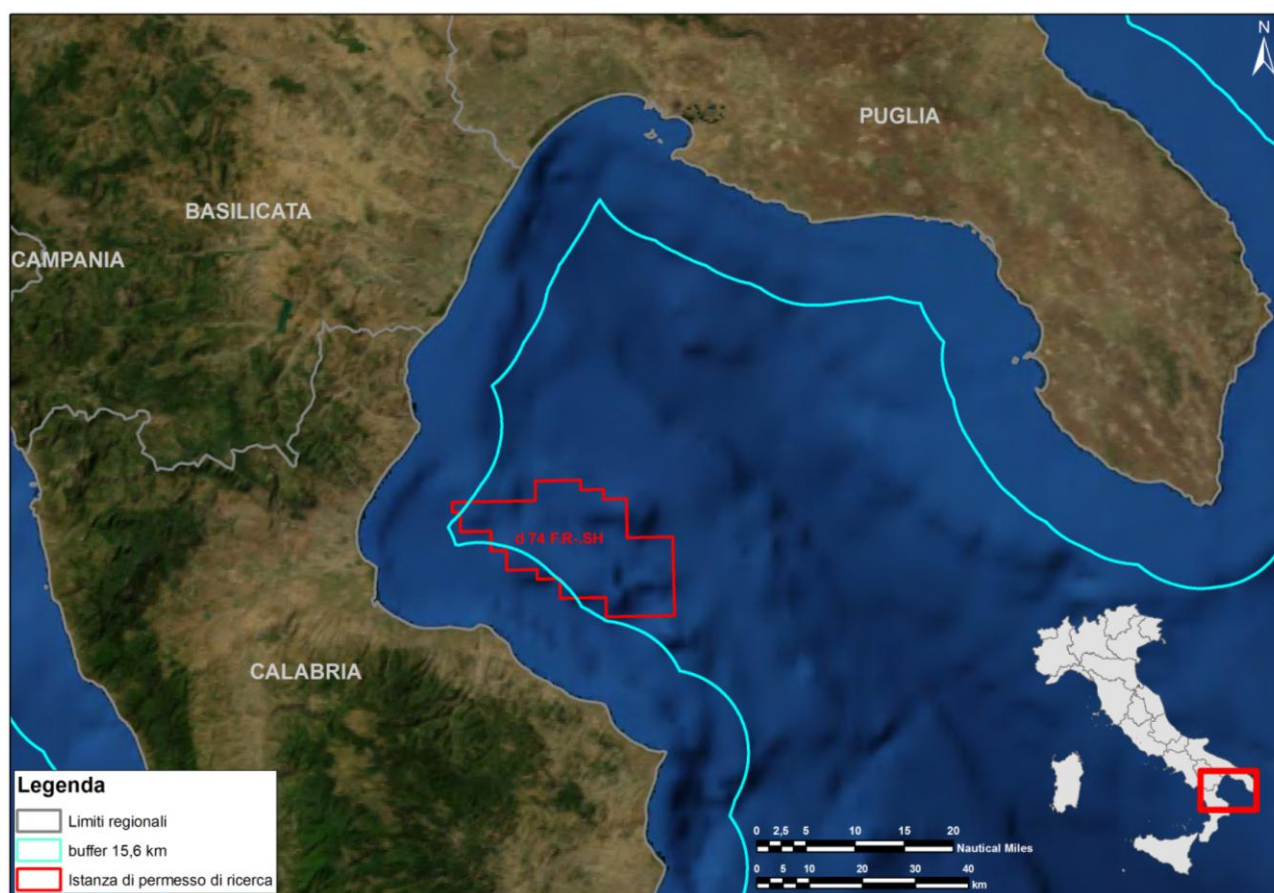 N
PUGLIA
BASILICATA
CAMPANIA
d 74 F.R-.SH
CALABRIA
Legenda
Limiti regionali
buffer 15,6 km
Istanza di permesso di ricerca
0 2,5 5 10 15 20
Nautical Miles
0 5 10 20 30 40
km